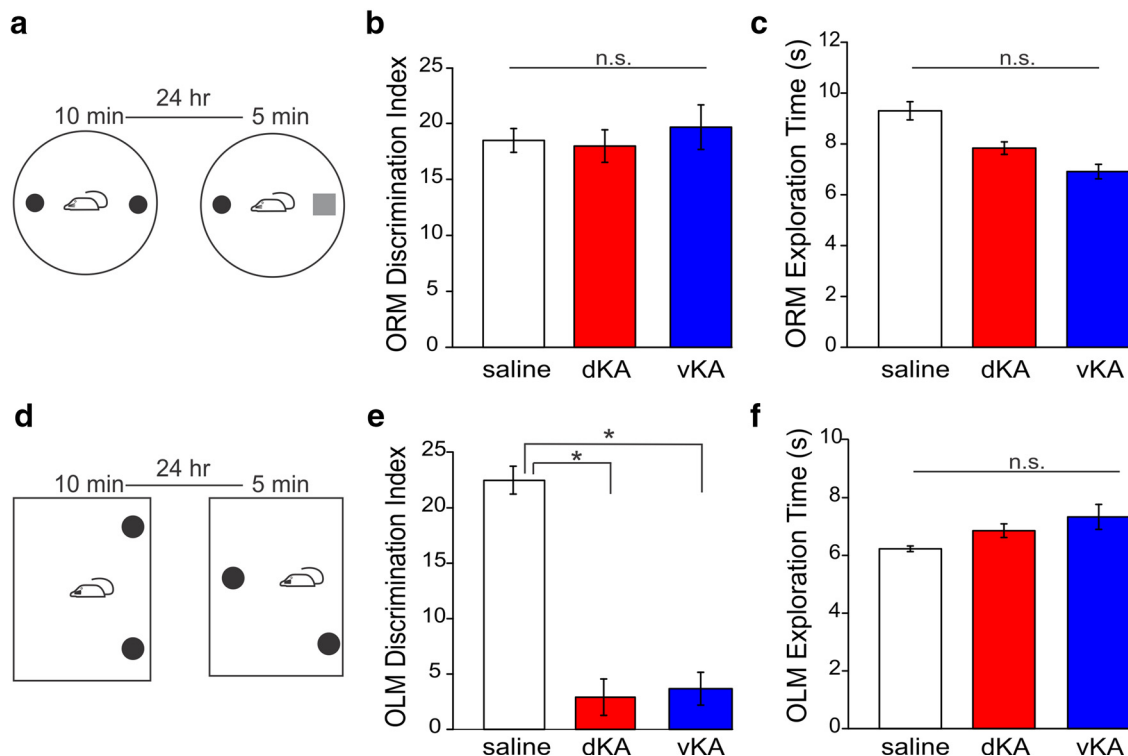 a
24 hr
10 min
5 min
b
ORM Discrimination Index
25
20
15
10
5
0
n.s.
saline
dKA
vKA
c
ORM Exploration Time (s)
12
10
8
6
4
2
0
n.s.
saline
dKA
vKA
d
24 hr
10 min
5 min
e
OLM Discrimination Index
25
20
15
10
5
0
*
*
saline
dKA
vKA
f
OLM Exploration Time (s)
10
8
6
4
2
0
n.s.
saline
dKA
vKA